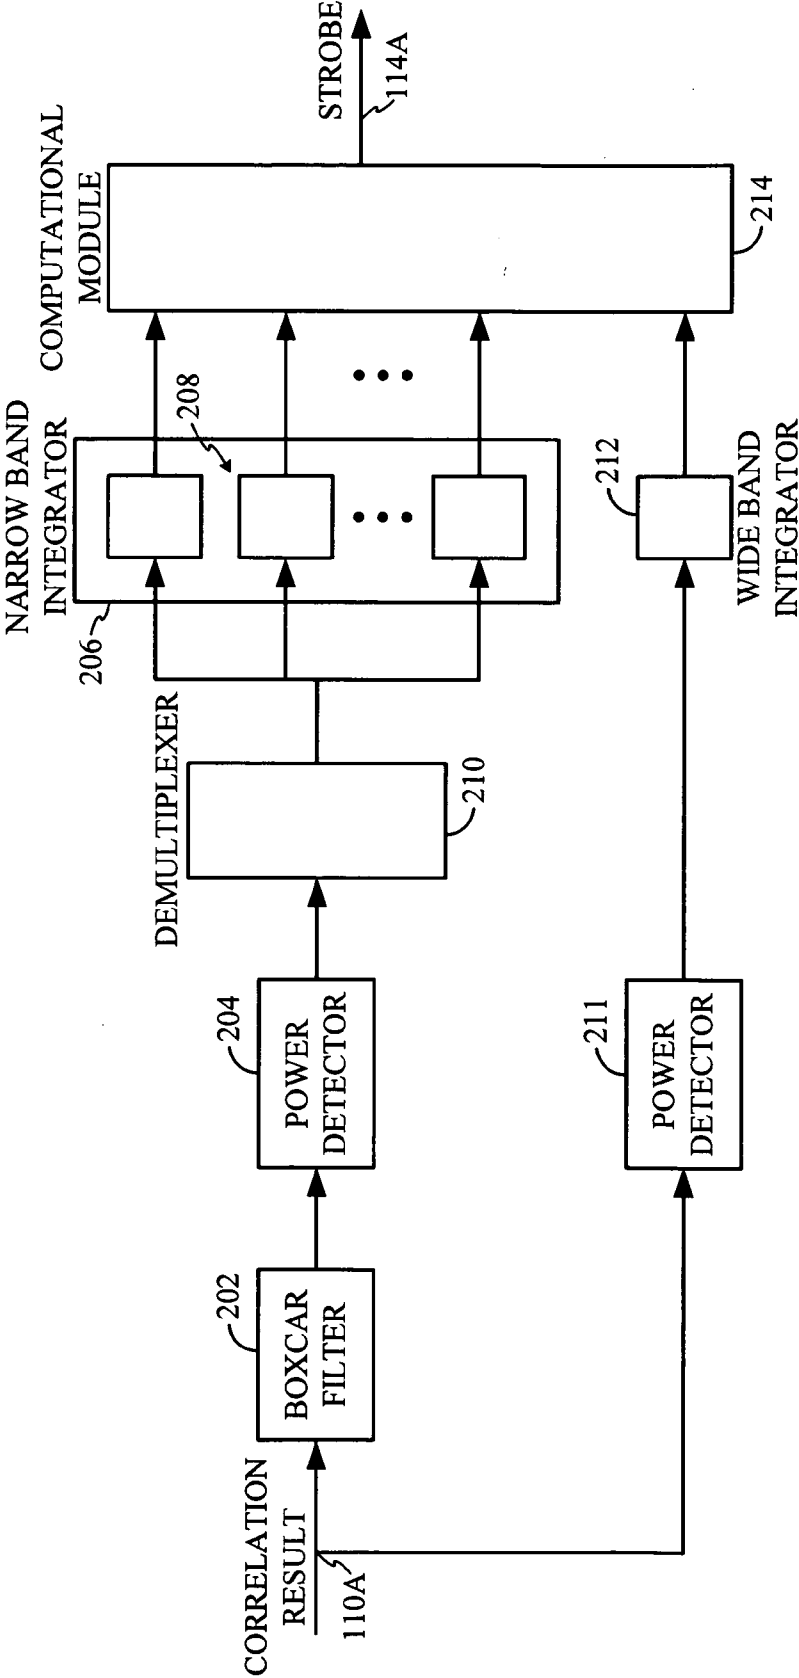 CORRELATION
RESULT
110A
BOXCAR
FILTER
202
POWER
DETECTOR
204
DEMULTIPLEXER
210
NARROW BAND
INTEGRATOR
206
208
COMPUTATIONAL
MODULE
214
STROBE
114A
POWER
DETECTOR
211
212
WIDE BAND
INTEGRATOR